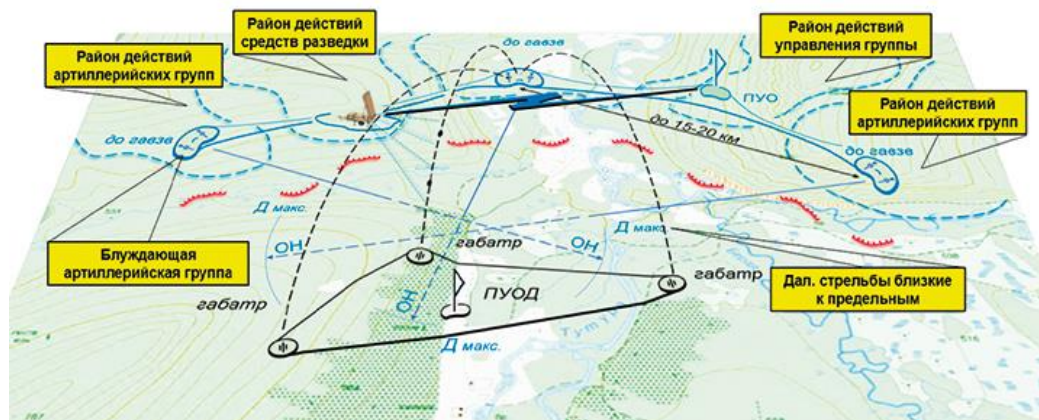 Район действий
средств разведки
Район действий
управления группы
Район действий
артиллерийских групп
до гавзв
ПУО
Район действий
артиллерийских групп
до гавзв
до 15-20 км
до гавзв
Д макс.
Д макс.
Блуждающая
артиллерийская группа
ОН
габатр
ОН
габатр
габатр
ПУОД
ОН
Дал. стрельбы близкие
к предельным
Д макс.